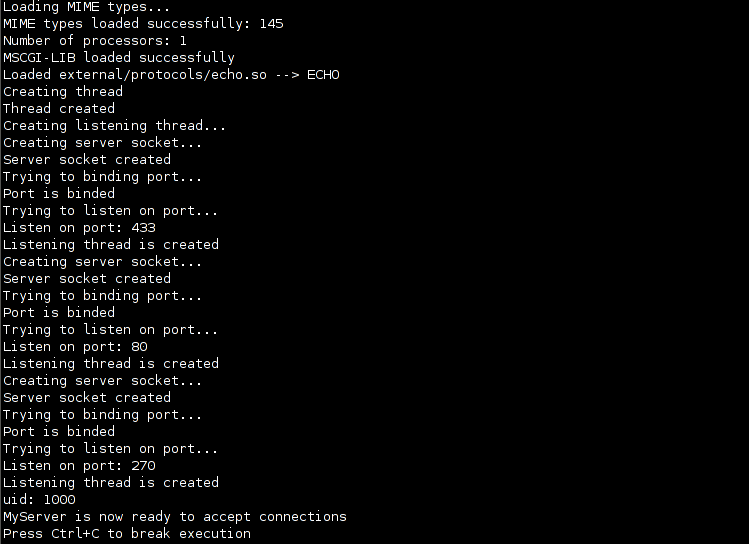 Loading MIME types...
MIME types loaded successfully: 145
Number of processors: 1
MSCGI-LIB loaded successfully
Loaded external/protocols/echo.so --> ECHO
Creating thread
Thread created
Creating listening thread...
Creating server socket...
Server socket created
Trying to binding port...
Port is binded
Trying to listen on port...
Listen on port: 433
Listening thread is created
Creating server socket...
Server socket created
Trying to binding port...
Port is binded
Trying to listen on port...
Listen on port: 80
Listening thread is created
Creating server socket...
Server socket created
Trying to binding port...
Port is binded
Trying to listen on port...
Listen on port: 270
Listening thread is created
uid: 1000
MyServer is now ready to accept connections
Press Ctrl+C to break execution